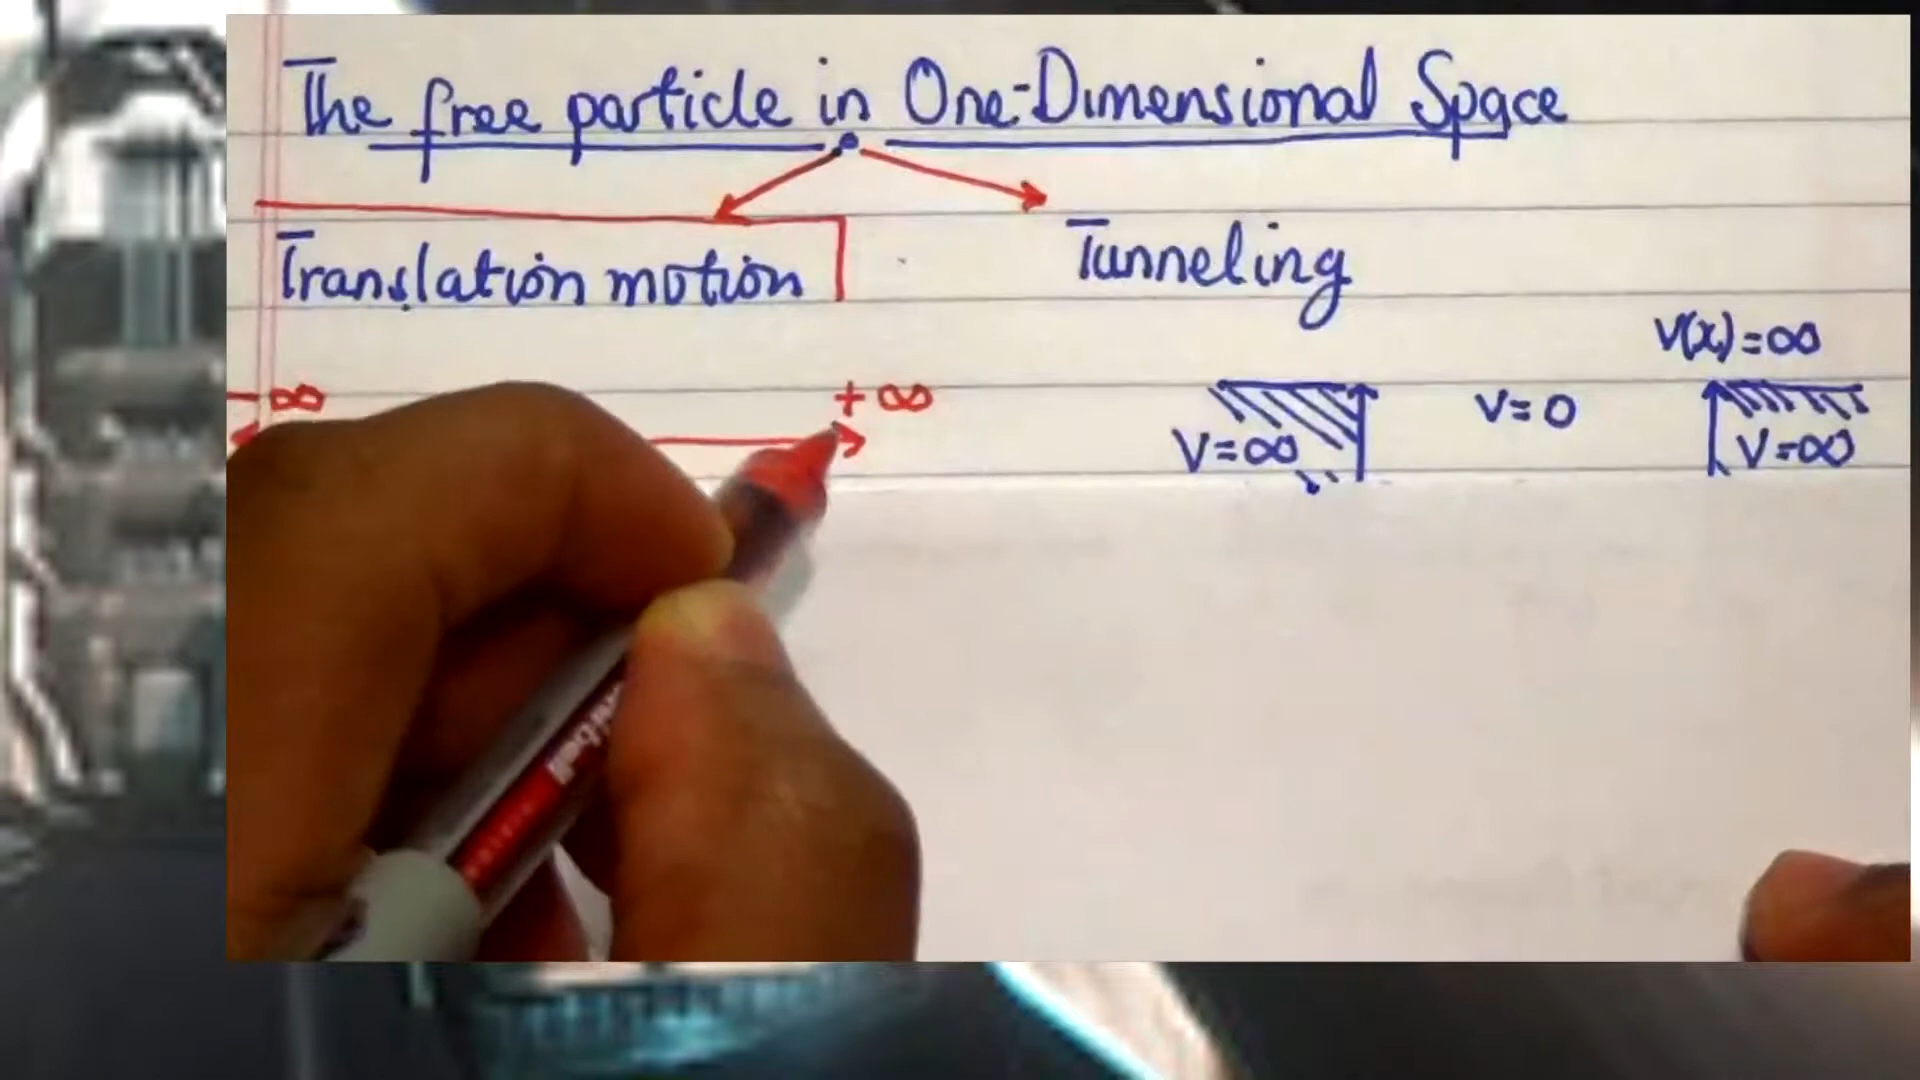 The free particle in One-Dimensional Space
Translation motion
Tunneling
V(x)=∞
-∞
+∞
V=0
V=∞
V=∞